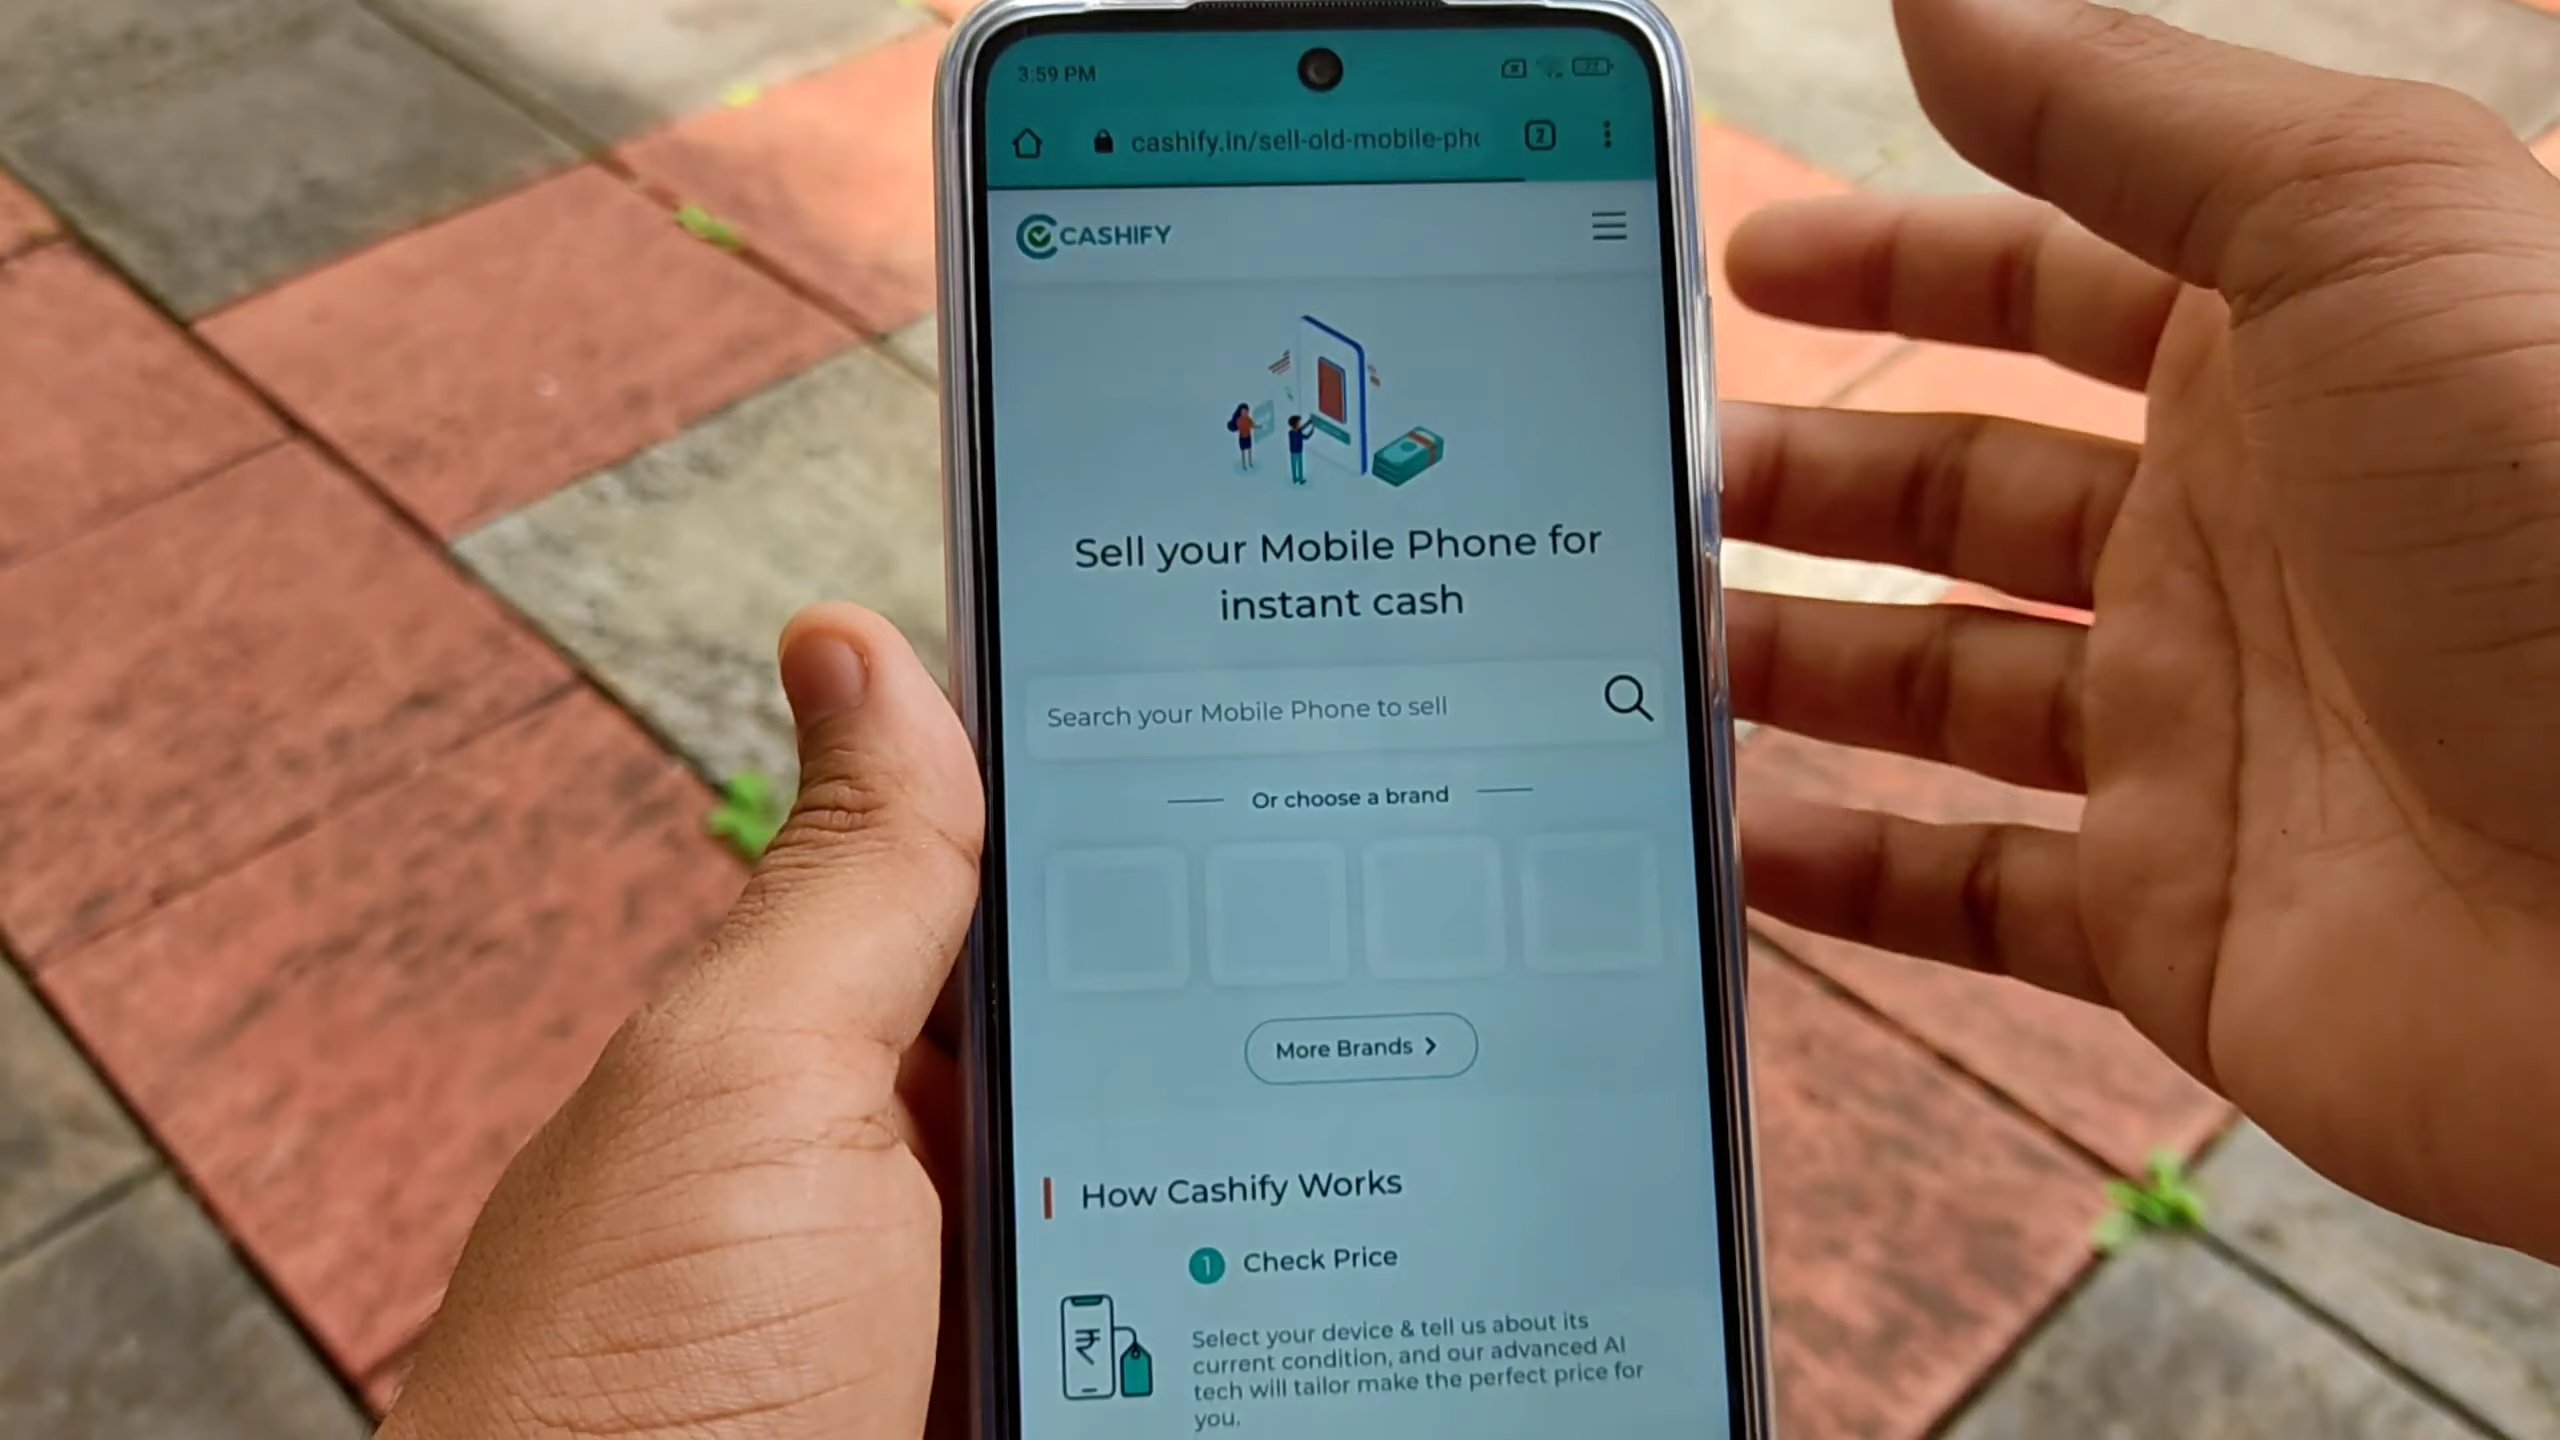 3:59 PM
cashify.in/sell-old-mobile-pho
2
CASHIFY
Sell your Mobile Phone for
instant cash
Search your Mobile Phone to sell
Or choose a brand
More Brands
How Cashify Works
1 Check Price
₹
Select your device & tell us about its
current condition, and our advanced AI
tech will tailor make the perfect price for
you.